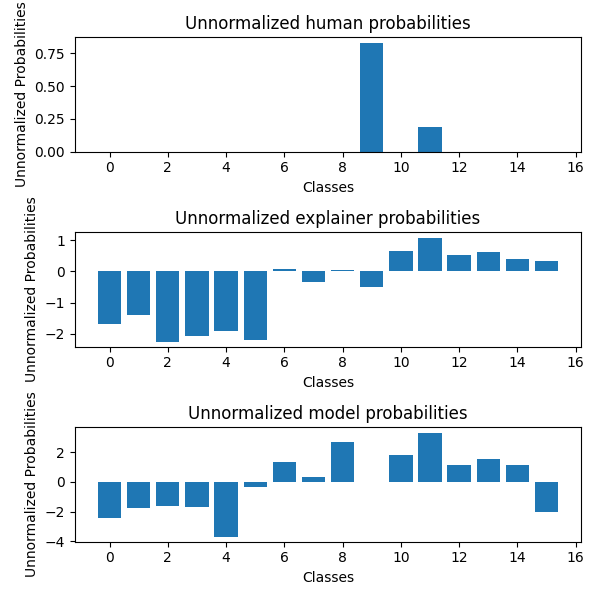 Unnormalized human probabilities
Unnormalized Probabilities
0.75
0.50
0.25
0.00
0 2 4 6 8 10 12 14 16
Classes
Unnormalized explainer probabilities
Unnormalized Probabilities
1
0
−1
−2
0 2 4 6 8 10 12 14 16
Classes
Unnormalized model probabilities
Unnormalized Probabilities
2
0
−2
−4
0 2 4 6 8 10 12 14 16
Classes